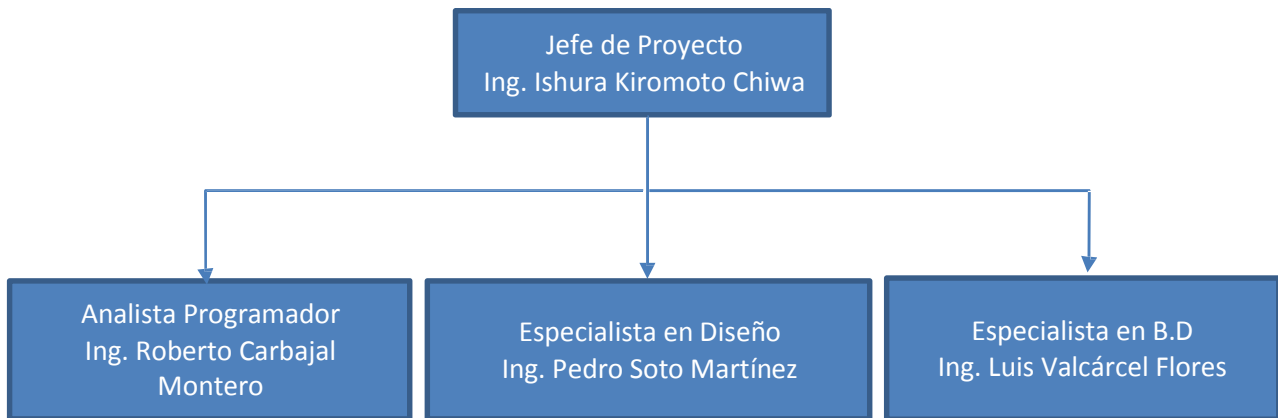 Jefe de Proyecto
Ing. Ishura Kiromoto Chiwa
Analista Programador
Ing. Roberto Carbajal
Montero
Especialista en Diseño
Ing. Pedro Soto Martínez
Especialista en B.D
Ing. Luis Valcárcel Flores